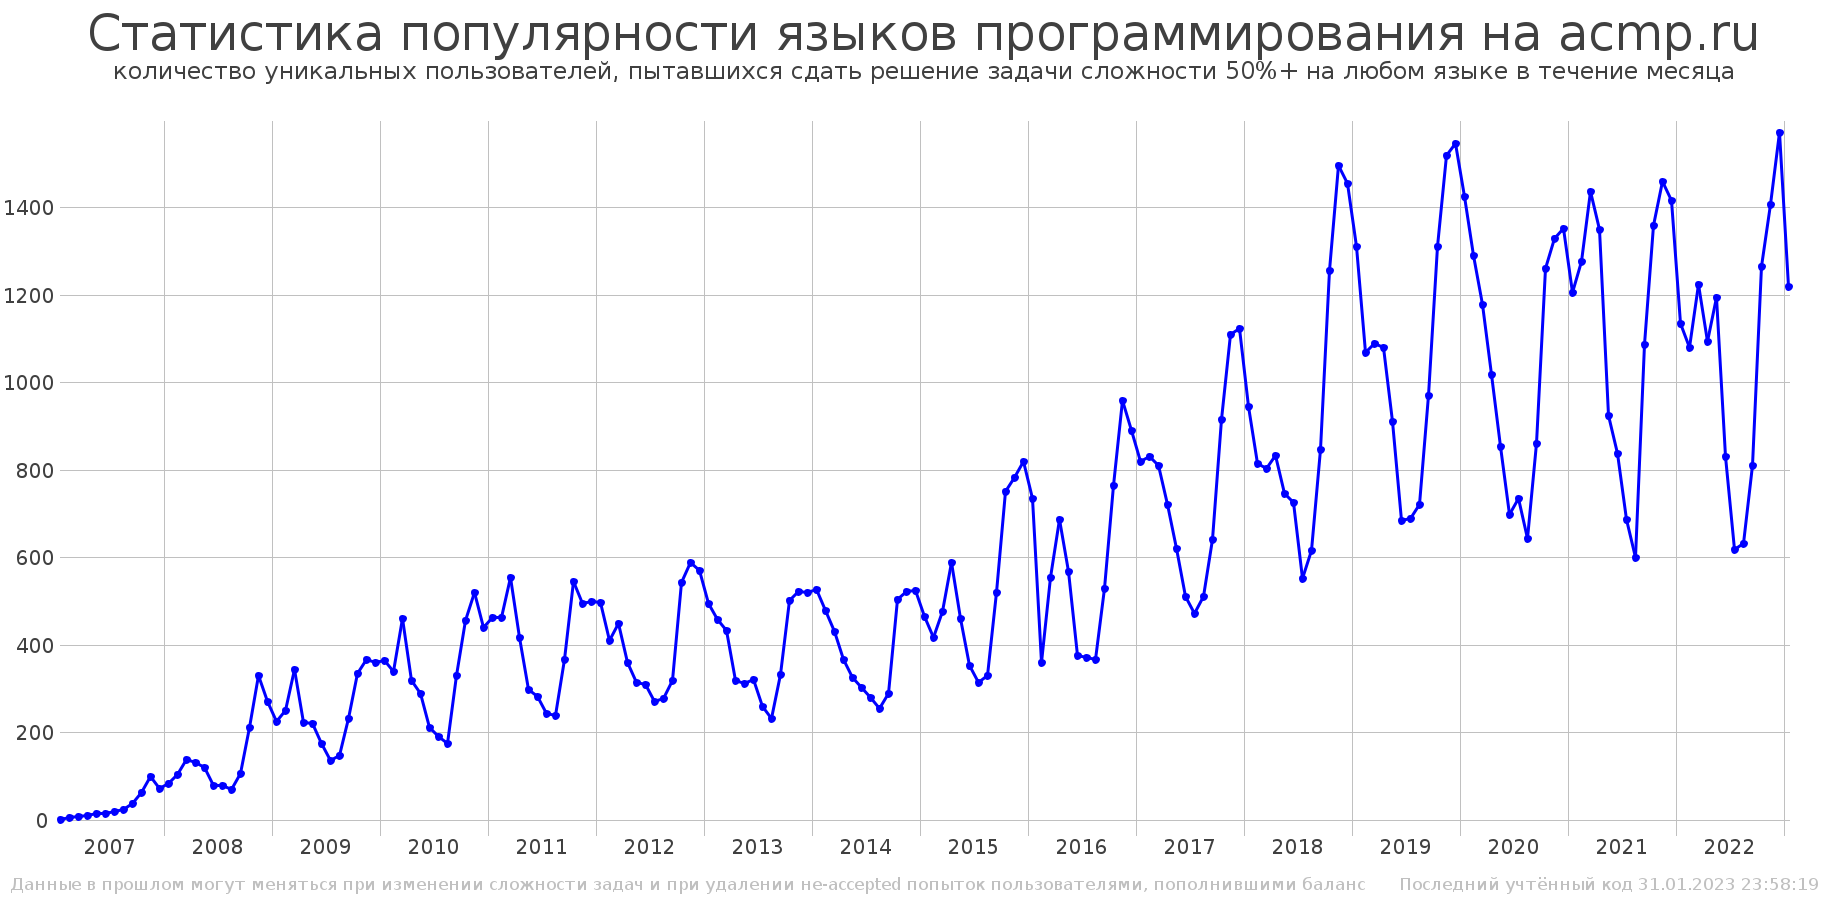 Статистика популярности языков программирования на acmp.ru
количество уникальных пользователей, пытавшихся сдать решение задачи сложности 50%+ на любом языке в течение месяца
1400
1200
1000
800
600
400
200
0
2007 2008 2009 2010 2011 2012 2013 2014 2015 2016 2017 2018 2019 2020 2021 2022
Данные в прошлом могут меняться при изменении сложности задач и при удалении не-accepted попыток пользователями, пополнившими баланс Последний учтённый код 31.01.2023 23:58:19